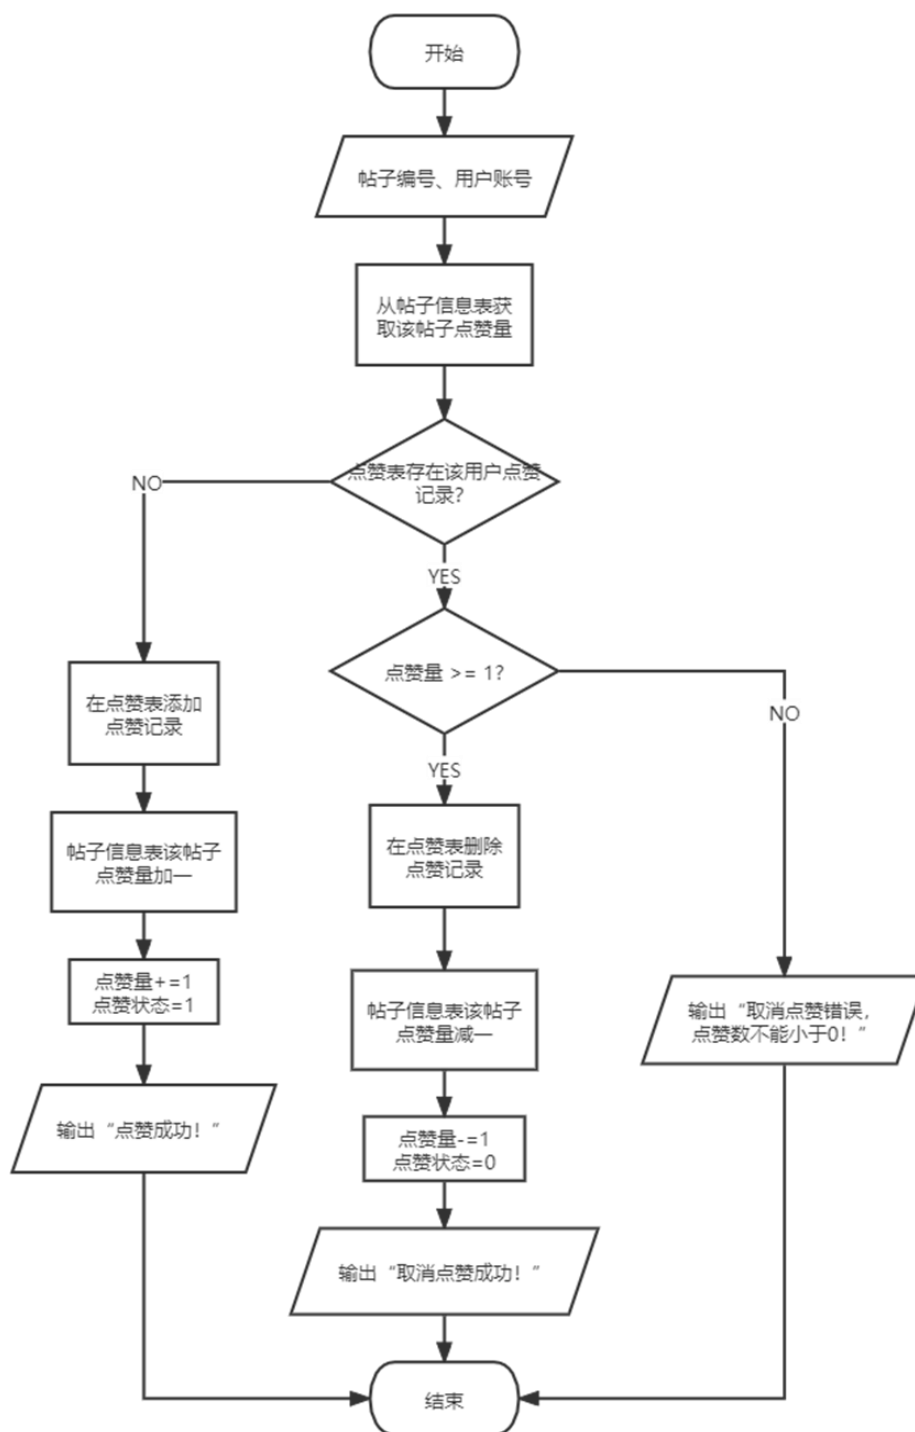 开始
帖子编号、用户账号
从帖子信息表获
取该帖子点赞量
点赞表存在该用户点赞
记录?
NO
YES
点赞量 >= 1?
NO
YES
在点赞表添加
点赞记录
帖子信息表该帖子
点赞量加一
点赞量+=1
点赞状态=1
输出“点赞成功！”
在点赞表删除
点赞记录
帖子信息表该帖子
点赞量减一
点赞量-=1
点赞状态=0
输出“取消点赞成功！”
输出“取消点赞错误，
点赞数不能小于0！”
结束